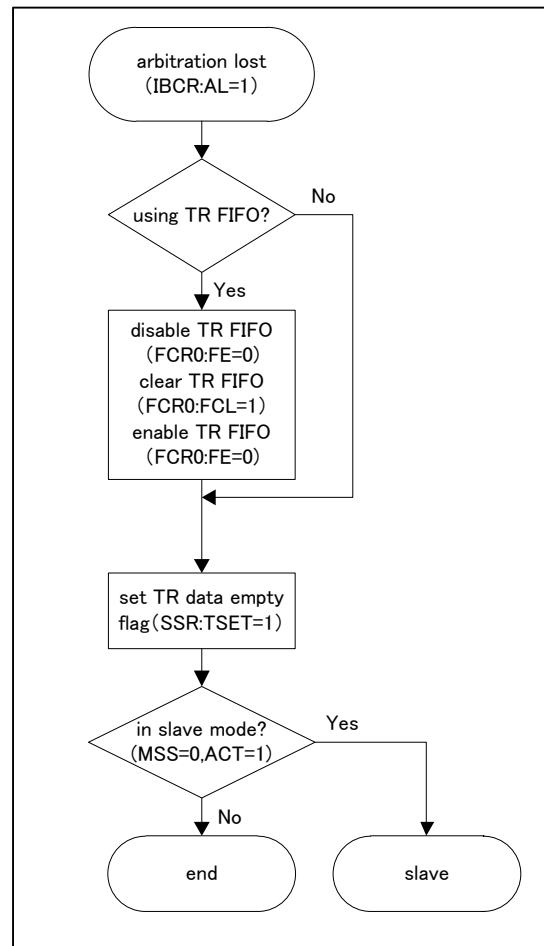 arbitration lost
(IBCR:AL=1)
using TR FIFO?
No
Yes
disable TR FIFO
(FCR0:FE=0)
clear TR FIFO
(FCR0:FCL=1)
enable TR FIFO
(FCR0:FE=0)
set TR data empty
flag(SSR:TSET=1)
in slave mode?
(MSS=0,ACT=1)
Yes
No
end
slave